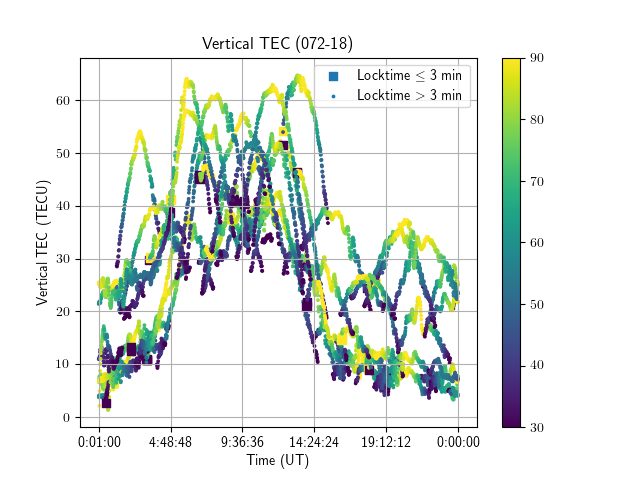 Vertical TEC (072-18)
Locktime ≤ 3 min
Locktime > 3 min
Vertical TEC (TECU)
60
50
40
30
20
10
0
0:01:00 4:48:48 9:36:36 14:24:24 19:12:12 0:00:00
Time (UT)
90
80
70
60
50
40
30